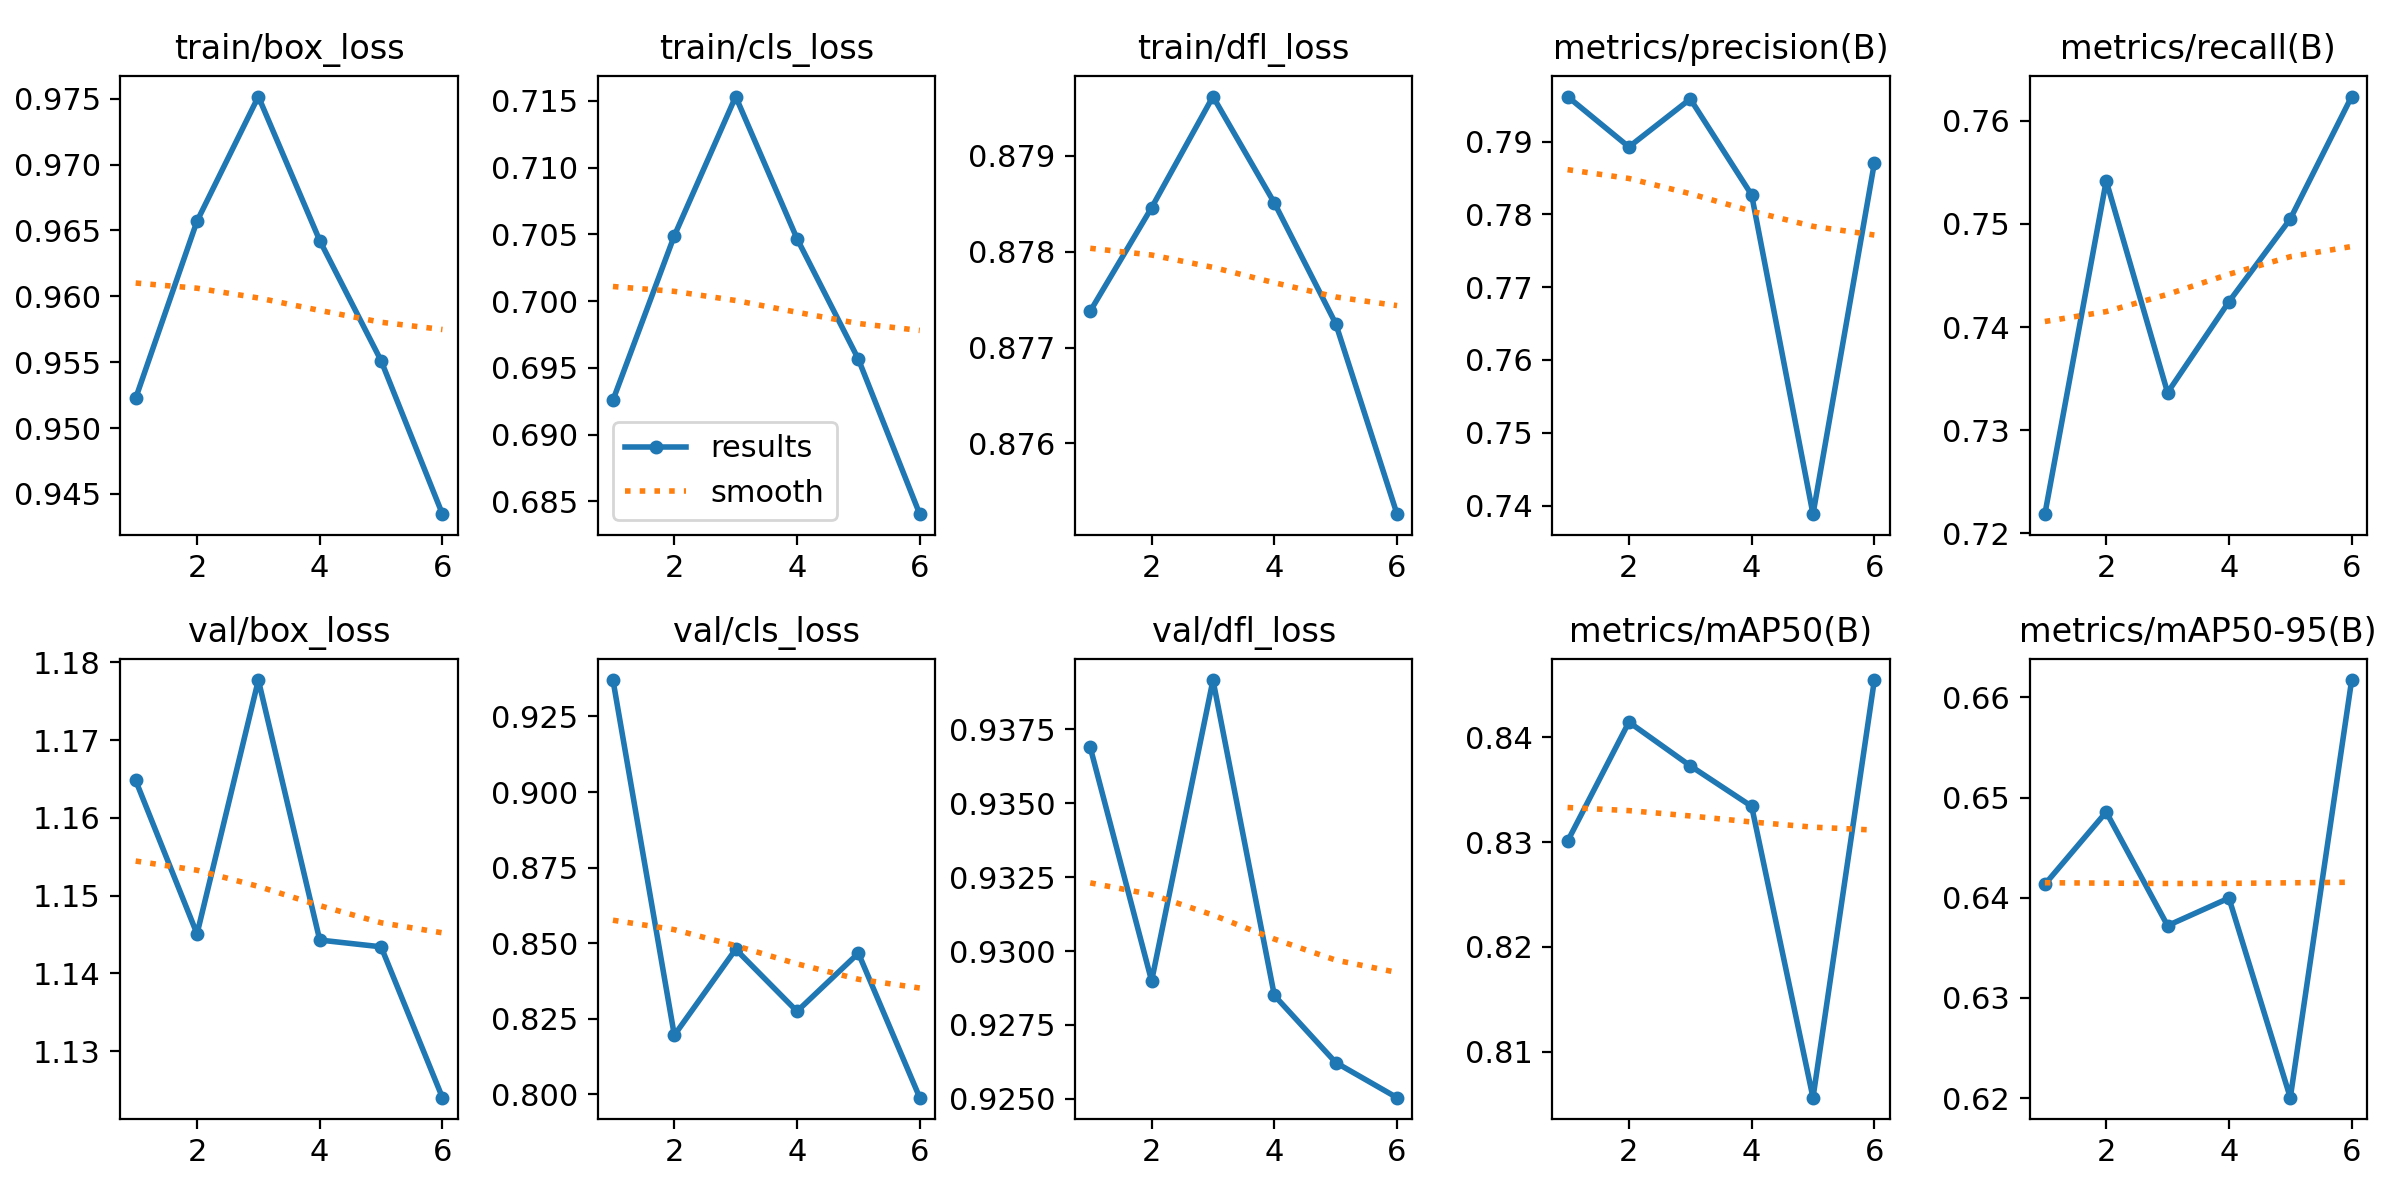 train/box_loss
0.975
0.970
0.965
0.960
0.955
0.950
0.945
2 4 6
train/cls_loss
0.715
0.710
0.705
0.700
0.695
0.690
0.685
results
smooth
2 4 6
train/dfl_loss
0.879
0.878
0.877
0.876
2 4 6
metrics/precision(B)
0.79
0.78
0.77
0.76
0.75
0.74
2 4 6
metrics/recall(B)
0.76
0.75
0.74
0.73
0.72
2 4 6
val/box_loss
1.18
1.17
1.16
1.15
1.14
1.13
2 4 6
val/cls_loss
0.925
0.900
0.875
0.850
0.825
0.800
2 4 6
val/dfl_loss
0.9375
0.9350
0.9325
0.9300
0.9275
0.9250
2 4 6
metrics/mAP50(B)
0.84
0.83
0.82
0.81
2 4 6
metrics/mAP50-95(B)
0.66
0.65
0.64
0.63
0.62
2 4 6